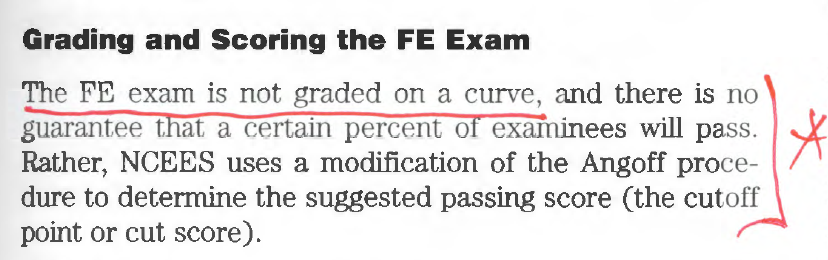 Grading and Scoring the FE Exam
The FE exam is not graded on a curve, and there is no
guarantee that a certain percent of examinees will pass.
Rather, NCEES uses a modification of the Angoff proce-
dure to determine the suggested passing score (the cutoff
point or cut score).